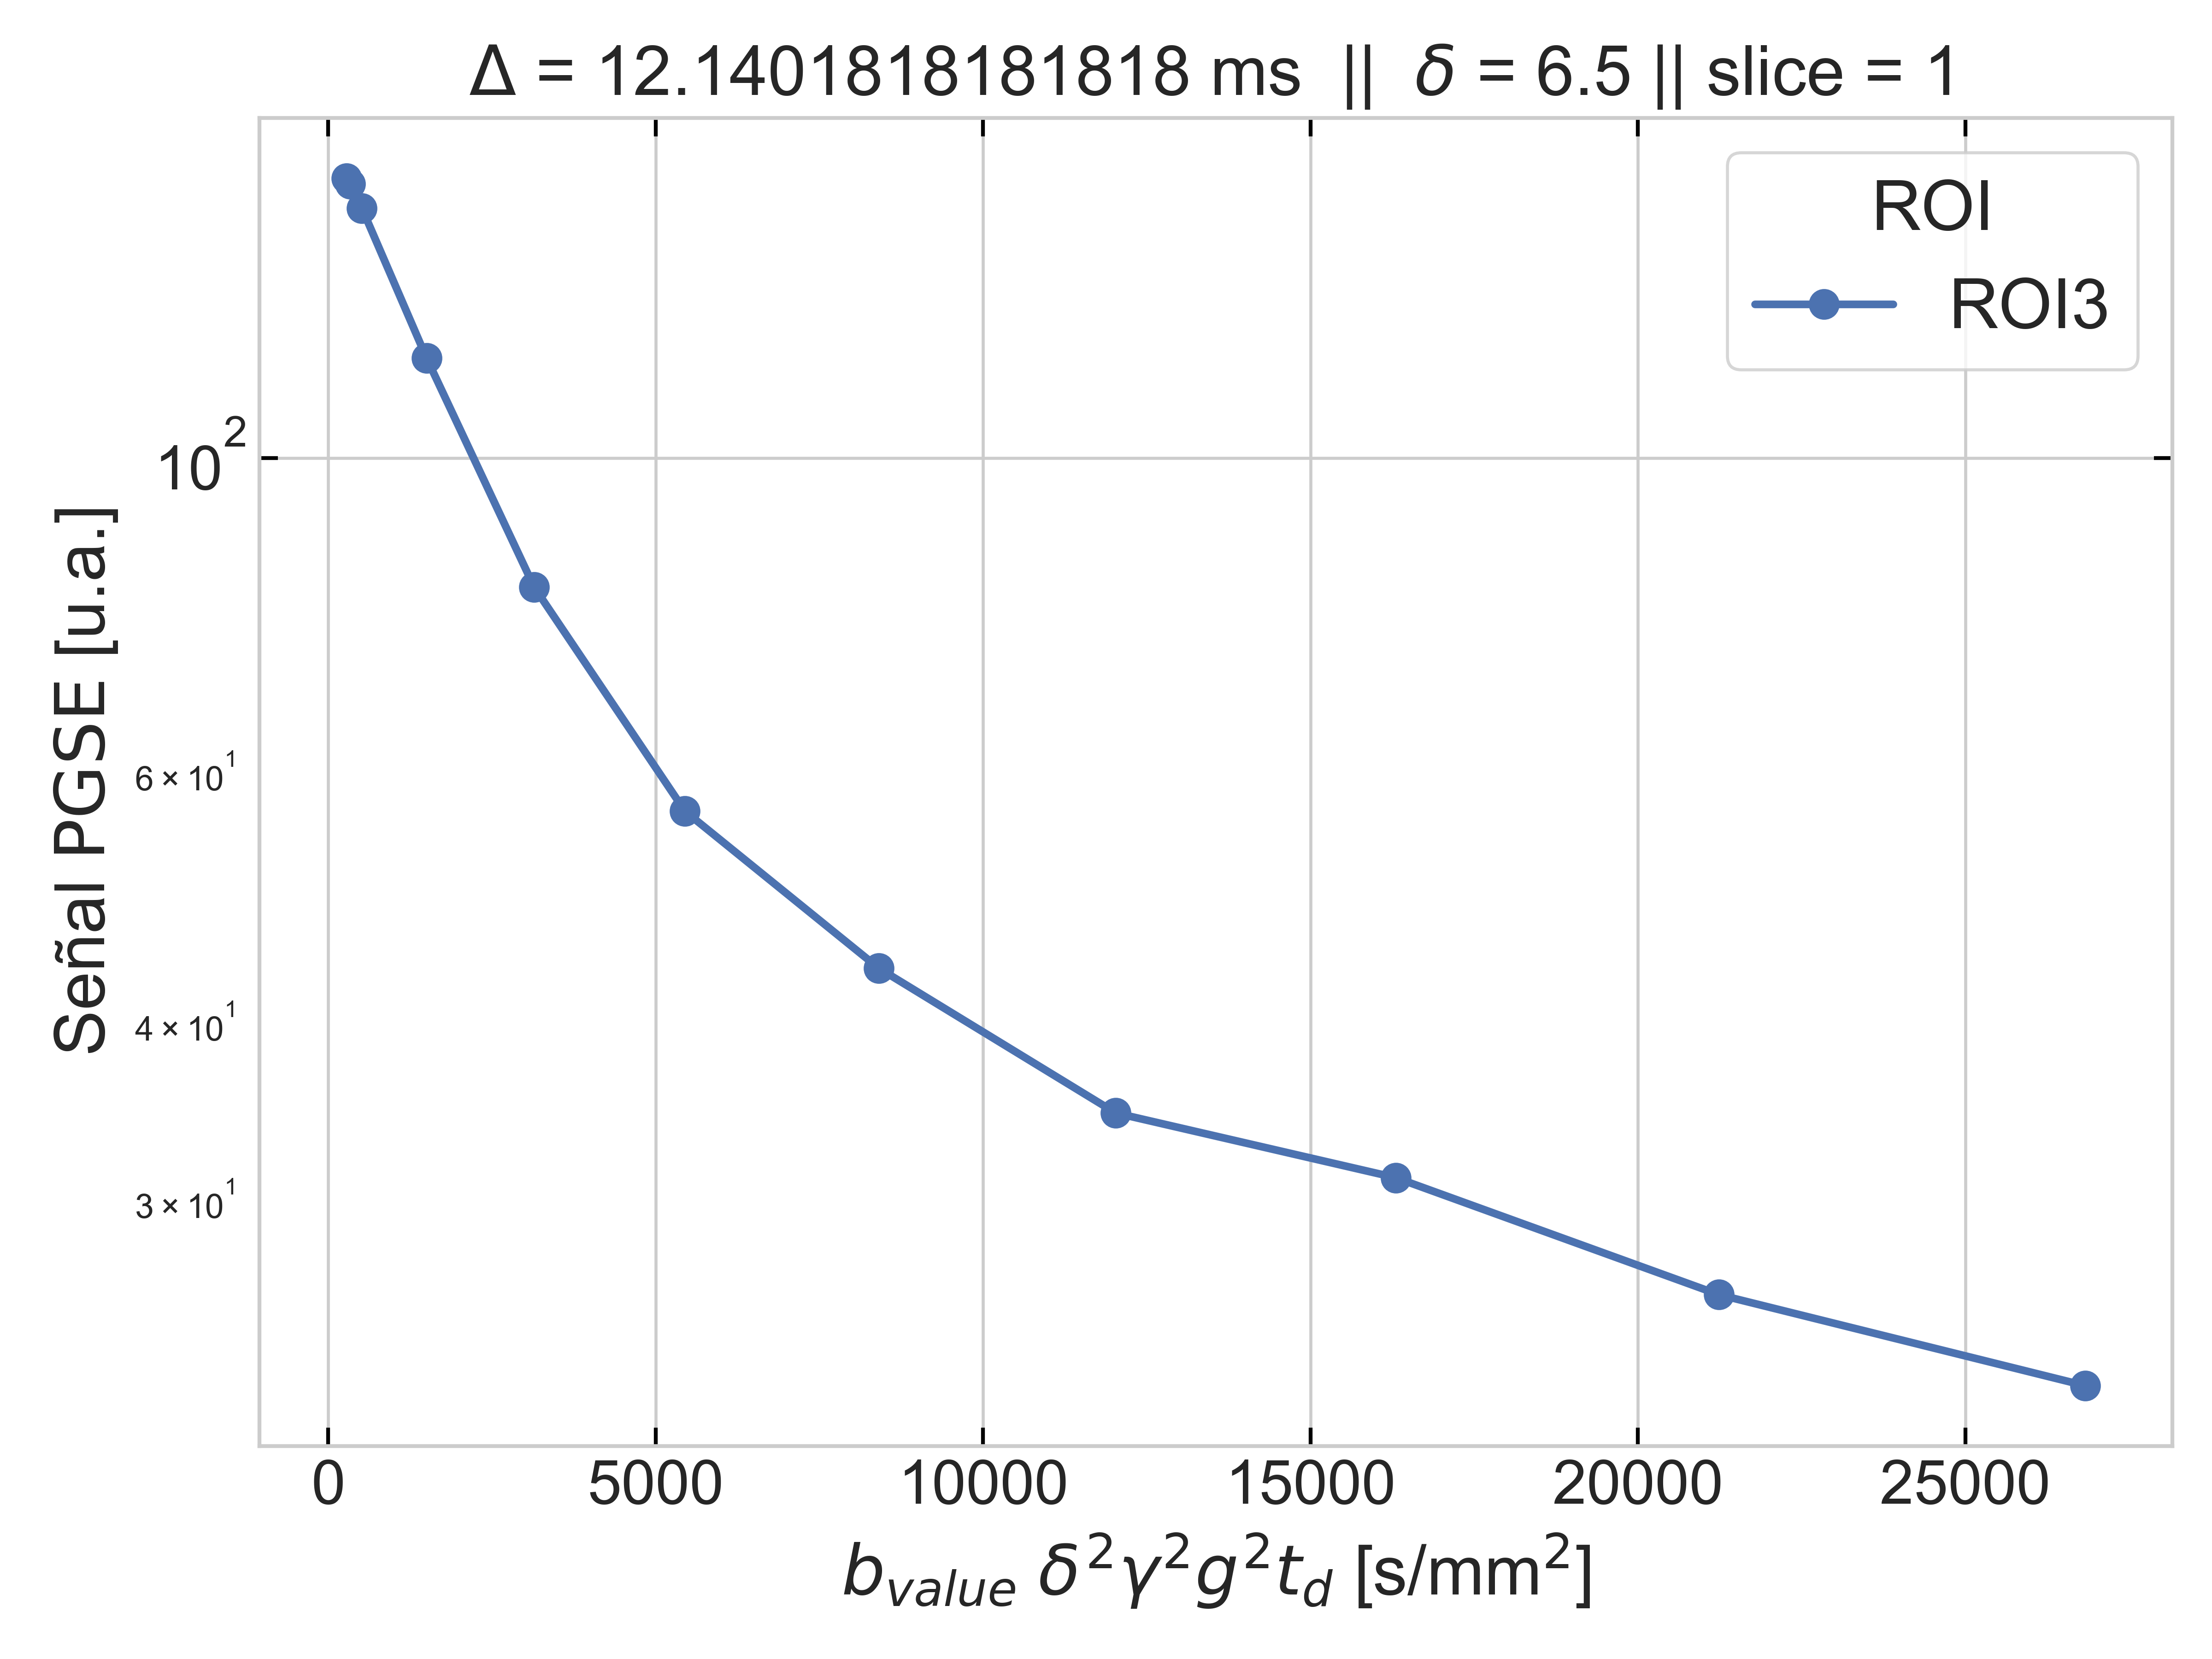 Δ = 12.14018181818181818 ms || δ = 6.5 || slice = 1
ROI
ROI3
10²
6 × 10¹
4 × 10¹
3 × 10¹
Señal PGSE [u.a.]
0 5000 10000 15000 20000 25000
b_value δ²γ²g²t_d [s/mm²]